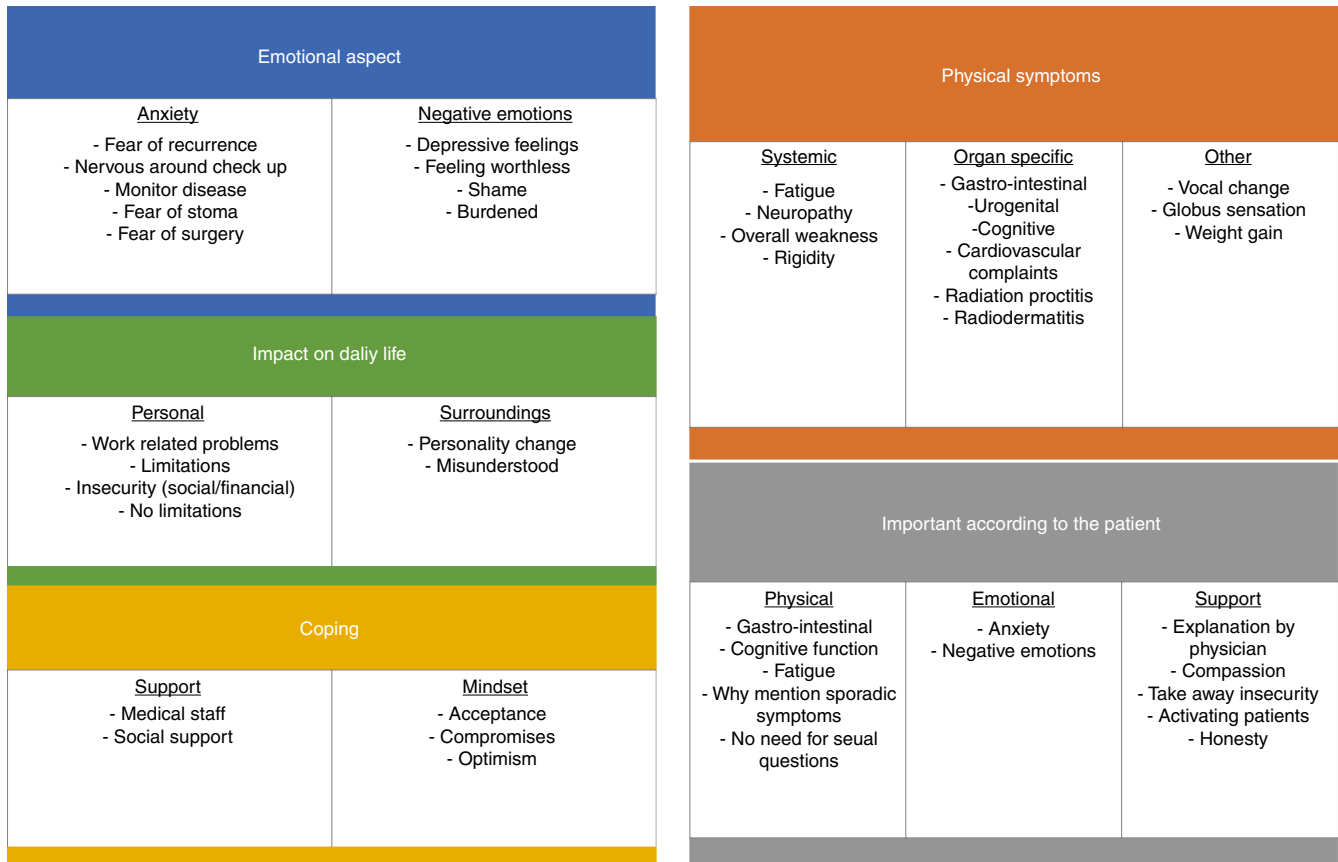 Emotional aspect
Anxiety
- Fear of recurrence
- Nervous around check up
- Monitor disease
- Fear of stoma
- Fear of surgery
Negative emotions
- Depressive feelings
- Feeling worthless
- Shame
- Burdened
Impact on daliy life
Personal
- Work related problems
- Limitations
- Insecurity (social/financial)
- No limitations
Surroundings
- Personality change
- Misunderstood
Coping
Support
- Medical staff
- Social support
Mindset
- Acceptance
- Compromises
- Optimism
Physical symptoms
Systemic
- Fatigue
- Neuropathy
- Overall weakness
- Rigidity
Organ specific
- Gastro-intestinal
-Urogenital
-Cognitive
- Cardiovascular
complaints
- Radiation proctitis
- Radiodermatitis
Other
- Vocal change
- Globus sensation
- Weight gain
Important according to the patient
Physical
- Gastro-intestinal
- Cognitive function
- Fatigue
- Why mention sporadic
symptoms
- No need for seual
questions
Emotional
- Anxiety
- Negative emotions
Support
- Explanation by
physician
- Compassion
- Take away insecurity
- Activating patients
- Honesty